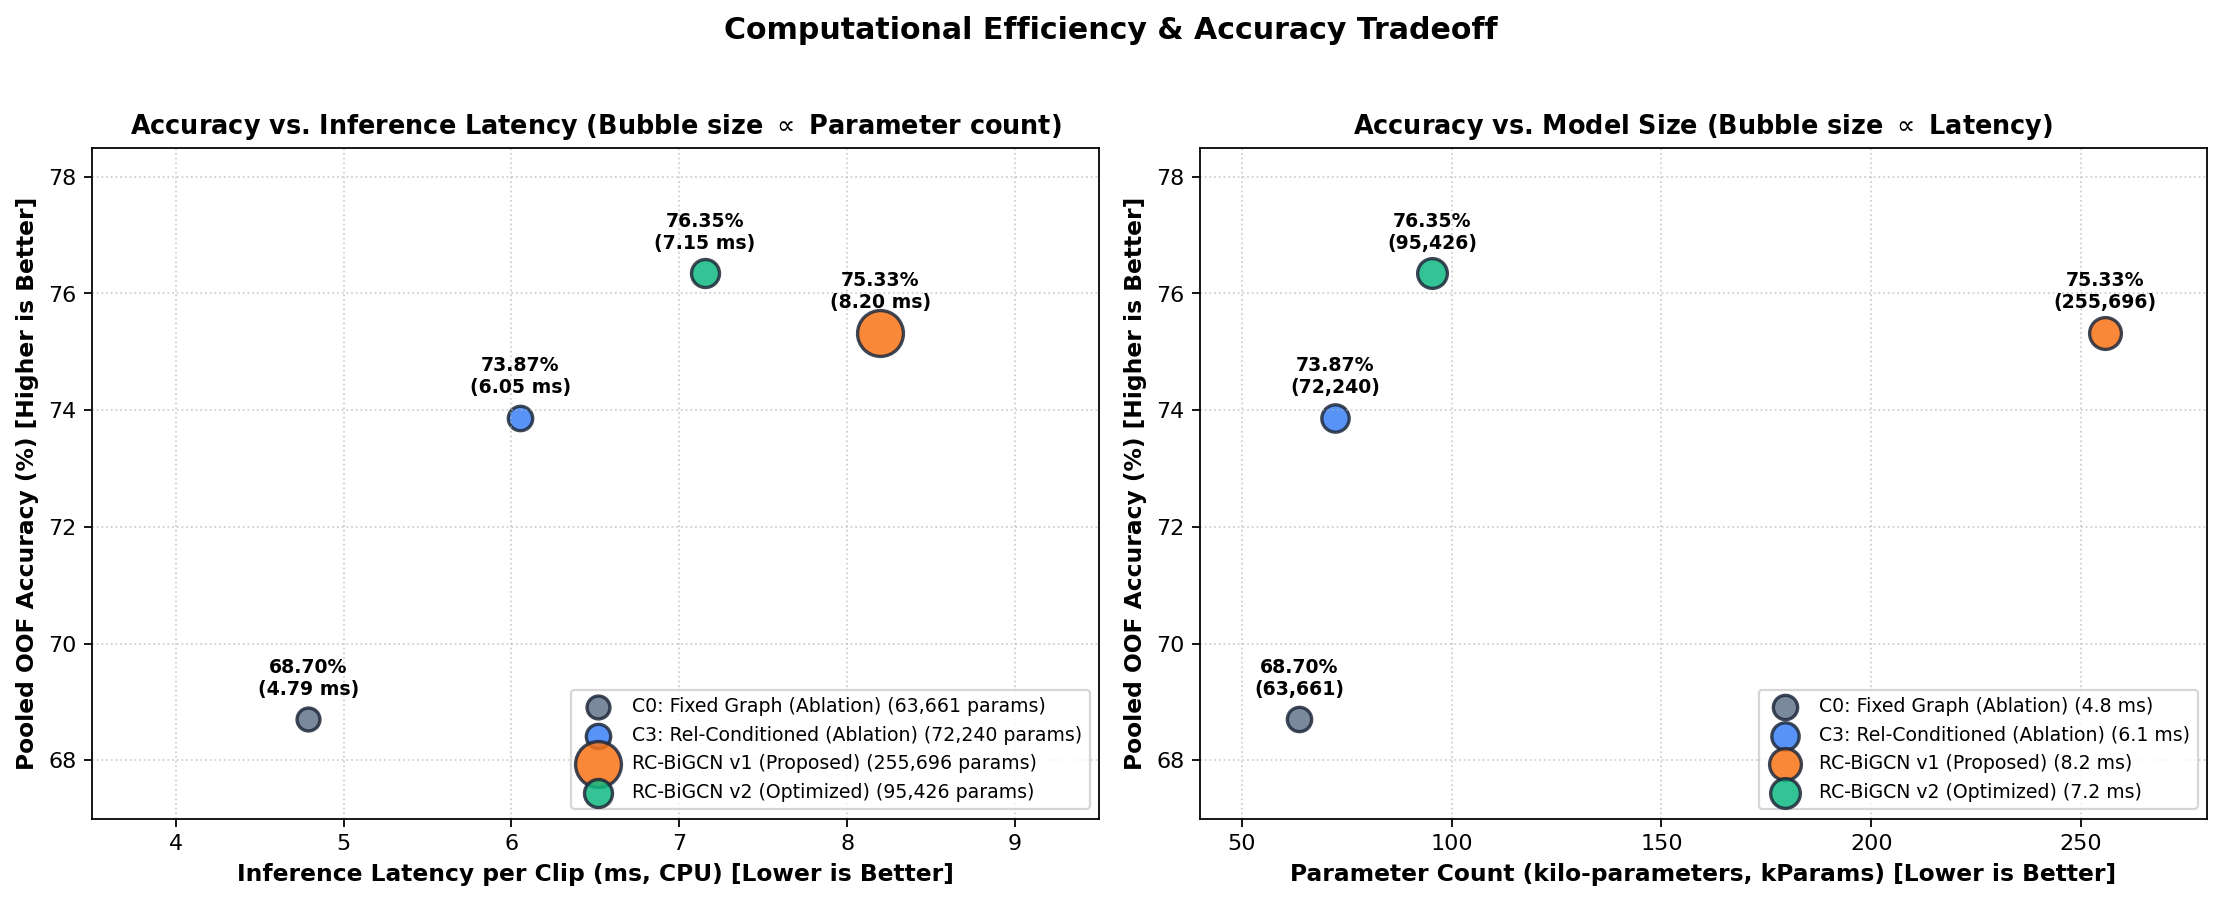 Computational Efficiency & Accuracy Tradeoff
Accuracy vs. Inference Latency (Bubble size ∝ Parameter count)
Pooled OOF Accuracy (%) [Higher is Better]
78
76
74
72
70
68
76.35%
(7.15 ms)
75.33%
(8.20 ms)
73.87%
(6.05 ms)
68.70%
(4.79 ms)
C0: Fixed Graph (Ablation) (63,661 params)
C3: Rel-Conditioned (Ablation) (72,240 params)
RC-BiGCN v1 (Proposed) (255,696 params)
RC-BiGCN v2 (Optimized) (95,426 params)
4
5
6
7
8
9
Inference Latency per Clip (ms, CPU) [Lower is Better]
Accuracy vs. Model Size (Bubble size ∝ Latency)
Pooled OOF Accuracy (%) [Higher is Better]
78
76
74
72
70
68
76.35%
(95,426)
75.33%
(255,696)
73.87%
(72,240)
68.70%
(63,661)
C0: Fixed Graph (Ablation) (4.8 ms)
C3: Rel-Conditioned (Ablation) (6.1 ms)
RC-BiGCN v1 (Proposed) (8.2 ms)
RC-BiGCN v2 (Optimized) (7.2 ms)
50
100
150
200
250
Parameter Count (kilo-parameters, kParams) [Lower is Better]